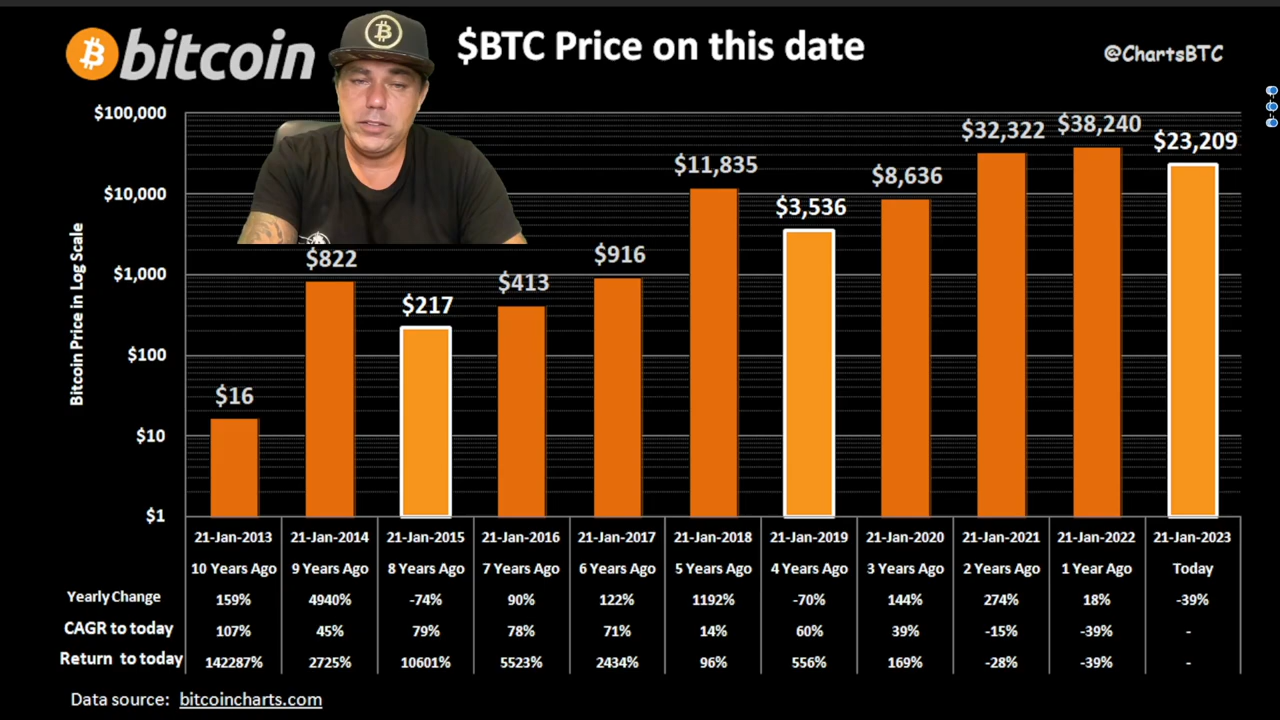 bitcoin
$BTC Price on this date
@ChartsBTC
Bitcoin Price in Log Scale
$100,000
$10,000
$1,000
$100
$10
$1
$16
$822
$217
$413
$916
$11,835
$3,536
$8,636
$32,322
$38,240
$23,209
21-Jan-2013 21-Jan-2014 21-Jan-2015 21-Jan-2016 21-Jan-2017 21-Jan-2018 21-Jan-2019 21-Jan-2020 21-Jan-2021 21-Jan-2022 21-Jan-2023
10 Years Ago 9 Years Ago 8 Years Ago 7 Years Ago 6 Years Ago 5 Years Ago 4 Years Ago 3 Years Ago 2 Years Ago 1 Year Ago Today
Yearly Change 159% 4940% -74% 90% 122% 1192% -70% 144% 274% 18% -39%
CAGR to today 107% 45% 79% 78% 71% 14% 60% 39% -15% -39% -
Return to today 142287% 2725% 10601% 5523% 2434% 96% 556% 169% -28% -39% -
Data source: bitcoincharts.com